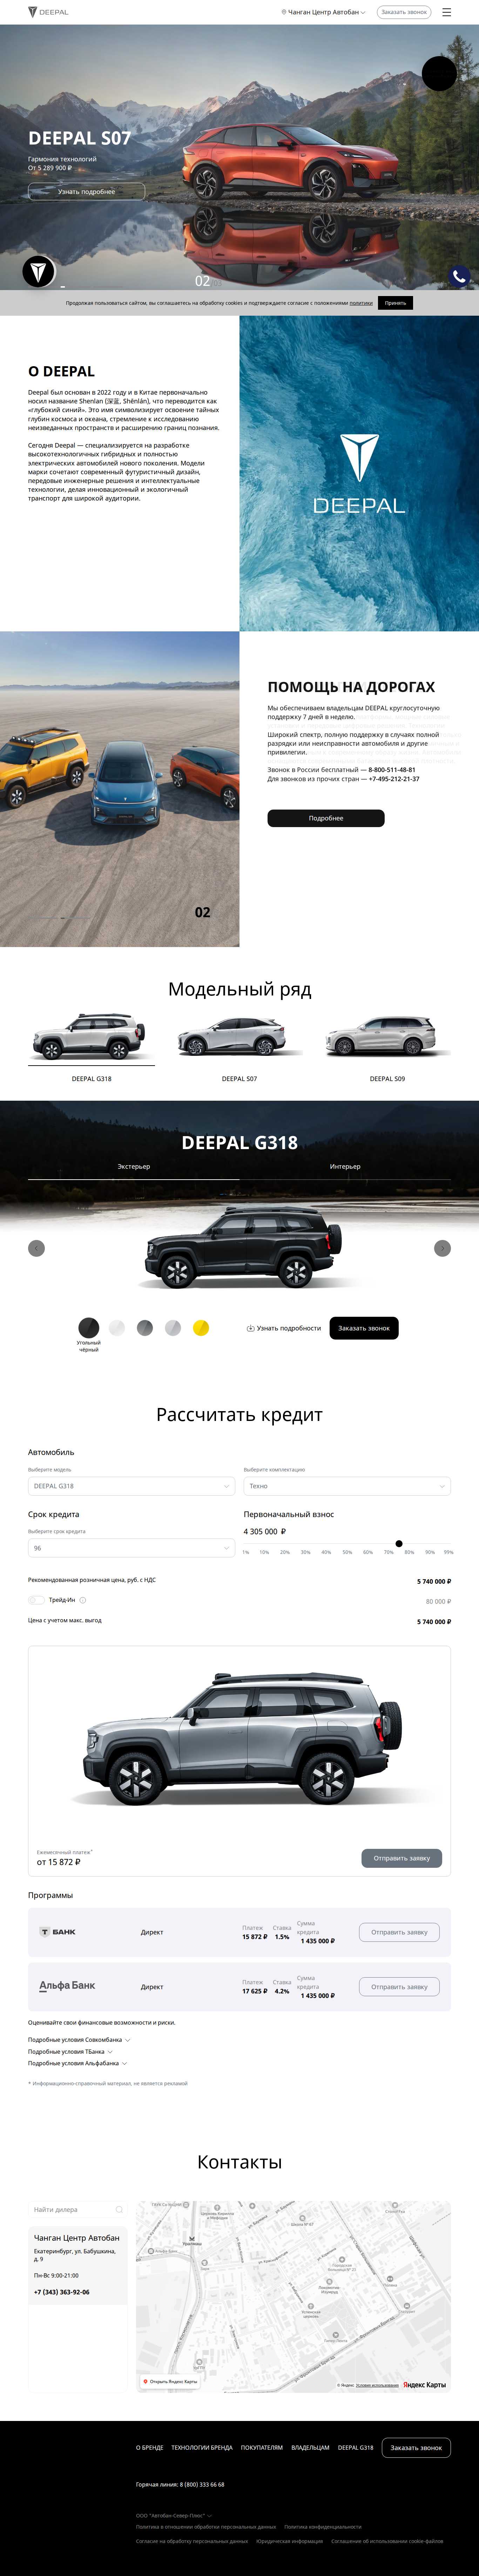 DEEPAL
Чанган Центр Автобан
Заказать звонок
DEEPAL S07
Гармония технологий
От 5 289 900 ₽
Узнать подробнее
02
Продолжая пользоваться сайтом, вы соглашаетесь на обработку cookies и подтверждаете согласие с положениями политики
Принять
О DEEPAL
Deepal был основан в 2022 году и в Китае первоначально
носил название Shenlan (深蓝, Shēnlán), что переводится как
«глубокий синий». Это имя символизирует освоение тайных
глубин космоса и океана, стремление к исследованию
неизведанных пространств и расширению границ познания.
Сегодня Deepal — специализируется на разработке
высокотехнологичных гибридных и полностью
электрических автомобилей нового поколения. Модели
марки сочетают современный футуристичный дизайн,
передовые инженерные решения и интеллектуальные
технологии, делая инновационный и экологичный
транспорт для широкой аудитории.
DEEPAL
ПОМОЩЬ НА ДОРОГАХ
Мы обеспечиваем владельцам DEEPAL круглосуточную
поддержку 7 дней в неделю.
Широкий спектр, полную поддержку в случаях полной
разрядки или неисправности автомобиля и другие
привилегии.
Звонок в России бесплатный — 8-800-511-48-81
Для звонков из прочих стран — +7-495-212-21-37
Подробнее
02
Модельный ряд
DEEPAL G318
DEEPAL S07
DEEPAL S09
DEEPAL G318
Экстерьер
Интерьер
Угольный
чёрный
Узнать подробности
Заказать звонок
Рассчитать кредит
Автомобиль
Выберите модель
Выберите комплектацию
DEEPAL G318
Техно
Срок кредита
Первоначальный взнос
Выберите срок кредита
4 305 000 ₽
96
1% 10% 20% 30% 40% 50% 60% 70% 80% 90% 99%
Рекомендованная розничная цена, руб. с НДС
5 740 000 ₽
Трейд-Ин
80 000 ₽
Цена с учетом макс. выгод
5 740 000 ₽
Ежемесячный платеж*
от 15 872 ₽
Отправить заявку
Программы
Т БАНК
Директ
Платеж
15 872 ₽
Ставка
1.5%
Сумма
кредита
1 435 000 ₽
Отправить заявку
Альфа Банк
Директ
Платеж
17 625 ₽
Ставка
4.2%
Сумма
кредита
1 435 000 ₽
Отправить заявку
Оценивайте свои финансовые возможности и риски.
Подробные условия Совкомбанка
Подробные условия ТБанка
Подробные условия Альфабанка
* Информационно-справочный материал, не является рекламой
Контакты
Найти дилера
Чанган Центр Автобан
Екатеринбург, ул. Бабушкина,
д. 9
Пн-Вс 9:00-21:00
+7 (343) 363-92-06
Открыть Яндекс Карты
© Яндекс Условия использования
Яндекс Карты
О БРЕНДЕ
ТЕХНОЛОГИИ БРЕНДА
ПОКУПАТЕЛЯМ
ВЛАДЕЛЬЦАМ
DEEPAL G318
Заказать звонок
Горячая линия: 8 (800) 333 66 68
ООО "Автобан-Север-Плюс"
Политика в отношении обработки персональных данных
Политика конфиденциальности
Согласие на обработку персональных данных
Юридическая информация
Соглашение об использовании cookie-файлов